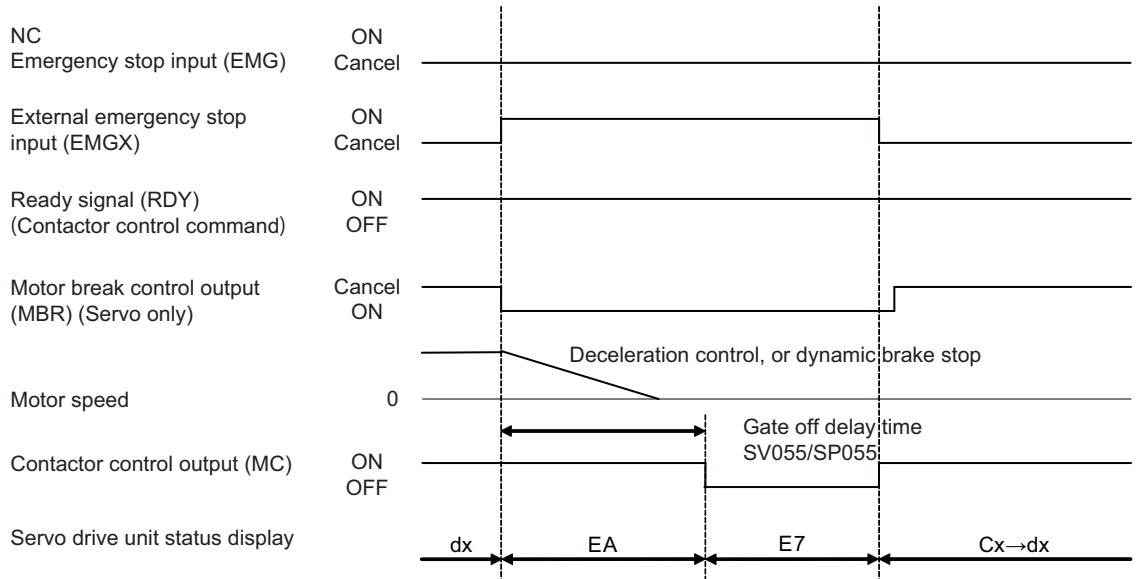 NC
Emergency stop input (EMG)
ON
Cancel
External emergency stop
input (EMGX)
ON
Cancel
Ready signal (RDY)
(Contactor control command)
ON
OFF
Motor break control output
(MBR) (Servo only)
Cancel
ON
Deceleration control, or dynamic brake stop
Motor speed
0
Gate off delay time
SV055/SP055
Contactor control output (MC)
ON
OFF
Servo drive unit status display
dx
EA
E7
Cx→dx